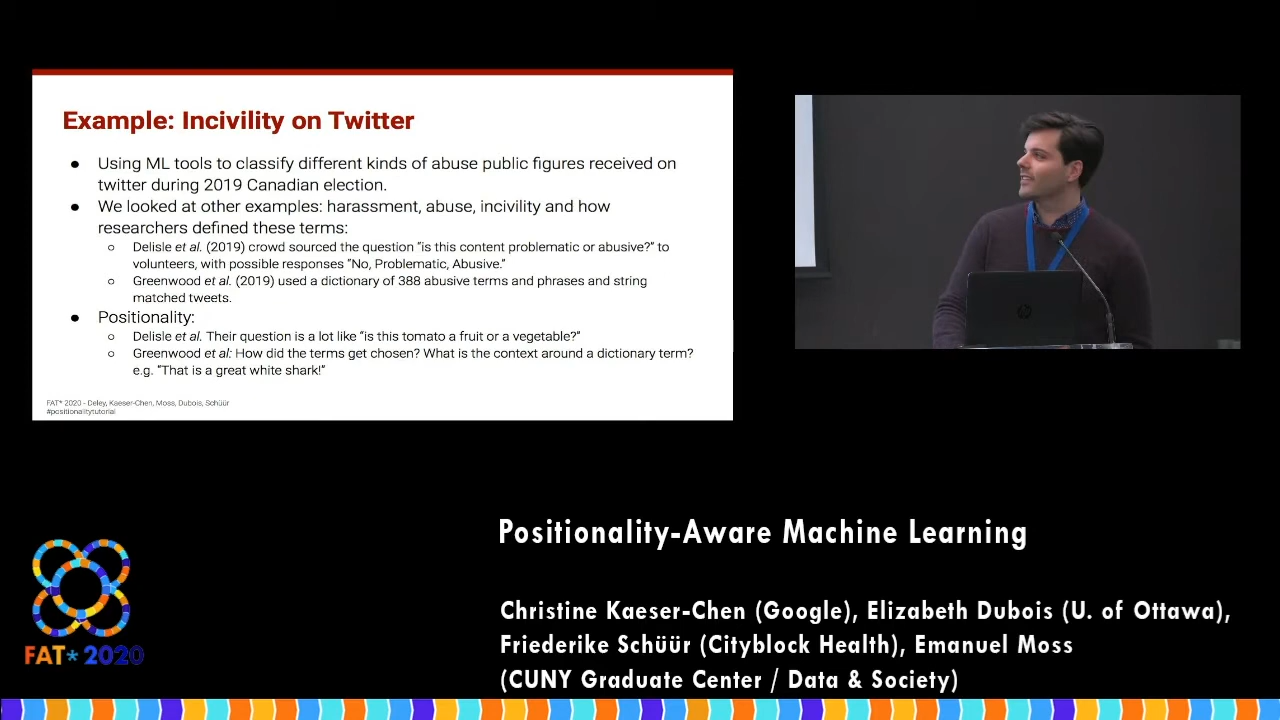 Example: Incivility on Twitter
● Using ML tools to classify different kinds of abuse public figures received on
twitter during 2019 Canadian election.
● We looked at other examples: harassment, abuse, incivility and how
researchers defined these terms:
○ Delisle et al. (2019) crowd sourced the question “is this content problematic or abusive?” to
volunteers, with possible responses “No, Problematic, Abusive.”
○ Greenwood et al. (2019) used a dictionary of 388 abusive terms and phrases and string
matched tweets.
● Positionality:
○ Delisle et al. Their question is a lot like “is this tomato a fruit or a vegetable?”
○ Greenwood et al: How did the terms get chosen? What is the context around a dictionary term?
e.g. “That is a great white shark!”
FAT* 2020 - Deley, Kaeser-Chen, Moss, Dubois, Schüür
#positionalitytutorial
Positionality-Aware Machine Learning
Christine Kaeser-Chen (Google), Elizabeth Dubois (U. of Ottawa),
Friederike Schüür (Cityblock Health), Emanuel Moss
(CUNY Graduate Center / Data & Society)
FAT* 2020